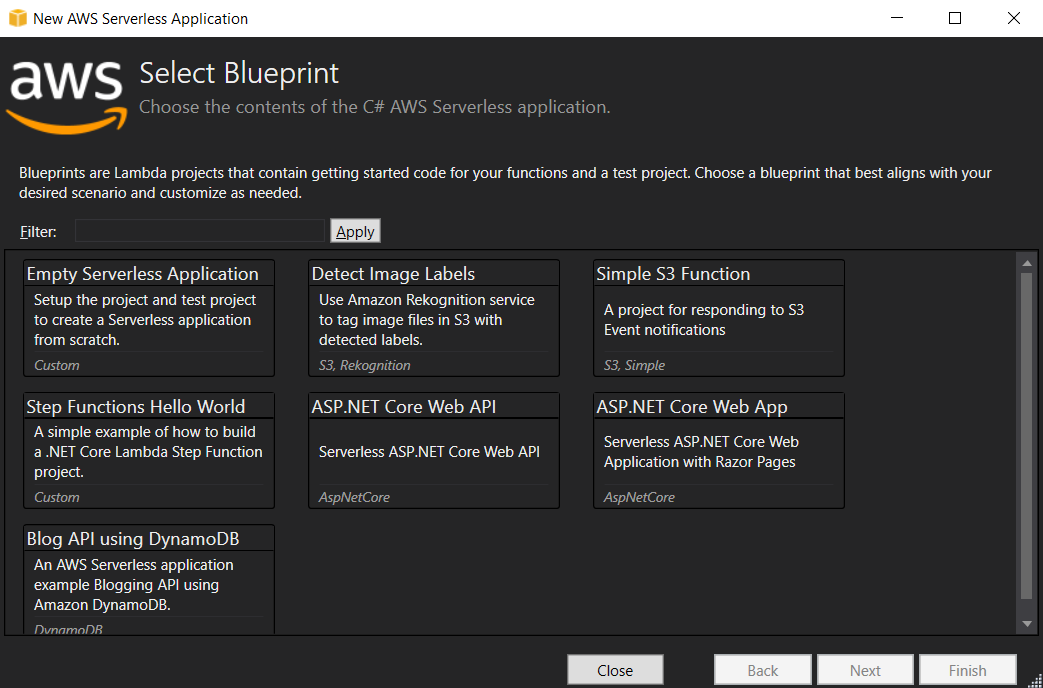 New AWS Serverless Application
aws
Select Blueprint
Choose the contents of the C# AWS Serverless application.
Blueprints are Lambda projects that contain getting started code for your functions and a test project. Choose a blueprint that best aligns with your
desired scenario and customize as needed.
Filter:
Apply
Empty Serverless Application
Setup the project and test project
to create a Serverless application
from scratch.
Custom
Detect Image Labels
Use Amazon Rekognition service
to tag image files in S3 with
detected labels.
S3, Rekognition
Simple S3 Function
A project for responding to S3
Event notifications
S3, Simple
Step Functions Hello World
A simple example of how to build
a .NET Core Lambda Step Function
project.
Custom
ASP.NET Core Web API
Serverless ASP.NET Core Web API
AspNetCore
ASP.NET Core Web App
Serverless ASP.NET Core Web
Application with Razor Pages
AspNetCore
Blog API using DynamoDB
An AWS Serverless application
example Blogging API using
Amazon DynamoDB.
DynamoDB
Close
Back
Next
Finish